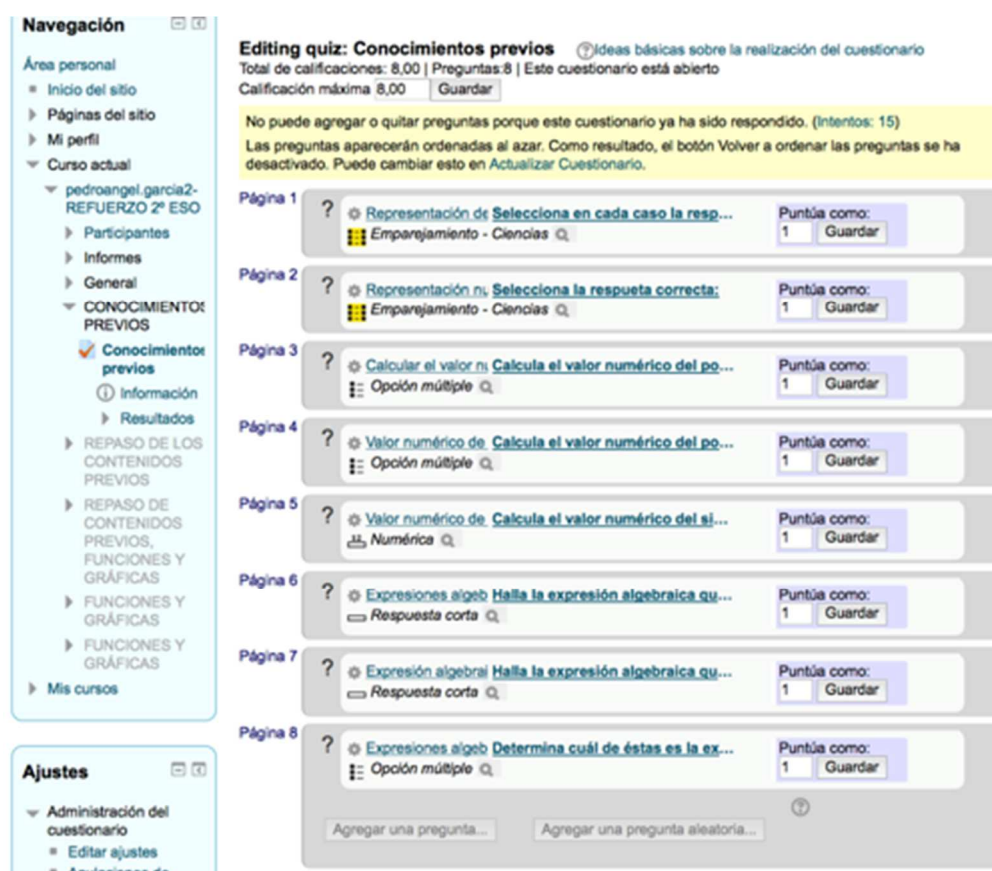 Navegación
Área personal
Inicio del sitio
Páginas del sitio
Mi perfil
Curso actual
pedroangel.garcia2-
REFUERZO 2º ESO
Participantes
Informes
General
CONOCIMIENTOS
PREVIOS
Conocimientos
previos
Información
Resultados
REPASO DE LOS
CONTENIDOS
PREVIOS
REPASO DE
CONTENIDOS
PREVIOS,
FUNCIONES Y
GRÁFICAS
FUNCIONES Y
GRÁFICAS
FUNCIONES Y
GRÁFICAS
Mis cursos
Ajustes
Administración del
cuestionario
Editar ajustes
Editing quiz: Conocimientos previos ?Ideas básicas sobre la realización del cuestionario
Total de calificaciones: 8,00 | Preguntas:8 | Este cuestionario está abierto
Calificación máxima 8,00 Guardar
No puede agregar o quitar preguntas porque este cuestionario ya ha sido respondido. (Intentos: 15)
Las preguntas aparecerán ordenadas al azar. Como resultado, el botón Volver a ordenar las preguntas se ha
desactivado. Puede cambiar esto en Actualizar Cuestionario.
Página 1
? Representación de Selecciona en cada caso la resp... Puntúa como:
Emparejamiento - Ciencias 1 Guardar
Página 2
? Representación nu Selecciona la respueta correcta: Puntúa como:
Emparejamiento - Ciencias 1 Guardar
Página 3
? Calcular el valor nu Calcula el valor numérico del po... Puntúa como:
Opción múltiple 1 Guardar
Página 4
? Valor numérico de Calcula el valor numérico del po... Puntúa como:
Opción múltiple 1 Guardar
Página 5
? Valor numérico de Calcula el valor numérico del si... Puntúa como:
Numérica 1 Guardar
Página 6
? Expresiones algeb Halla la expresión algebraica qu... Puntúa como:
Respuesta corta 1 Guardar
Página 7
? Expresión algebrai Halla la expresión algebraica qu... Puntúa como:
Respuesta corta 1 Guardar
Página 8
? Expresiones algeb Determina cuál de éstas es la ex... Puntúa como:
Opción múltiple 1 Guardar
?
Agregar una pregunta... Agregar una pregunta aleatoria...